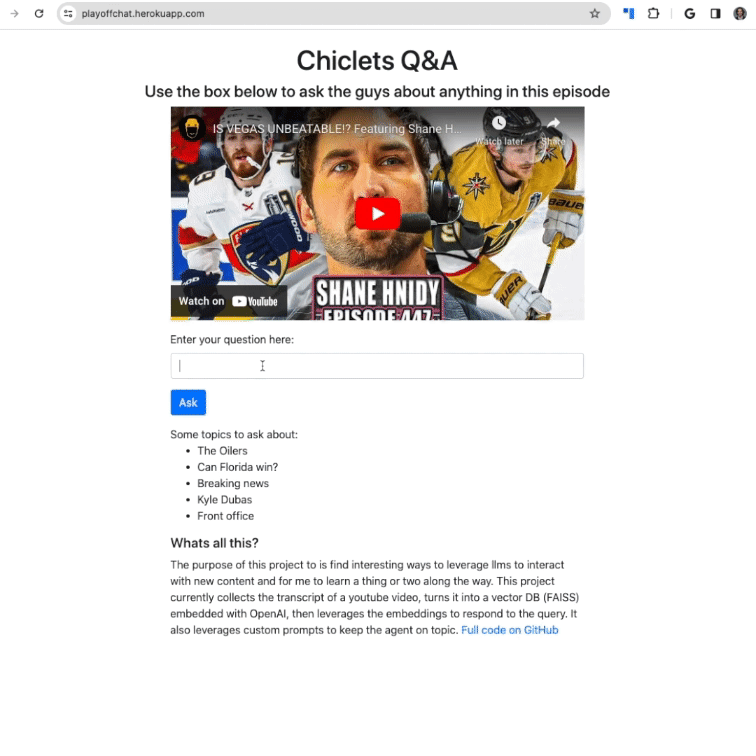 playoffchat.herokuapp.com
Chiclets Q&A
Use the box below to ask the guys about anything in this episode
IS VEGAS UNBEATABLE!? Featuring Shane H...
Watch later
Share
WOOD
BAUER
BAUER
Watch on YouTube
SHANE HNIDY
EPISODE 447
Enter your question here:
Ask
Some topics to ask about:
• The Oilers
• Can Florida win?
• Breaking news
• Kyle Dubas
• Front office
Whats all this?
The purpose of this project to is find interesting ways to leverage llms to interact
with new content and for me to learn a thing or two along the way. This project
currently collects the transcript of a youtube video, turns it into a vector DB (FAISS)
embedded with OpenAI, then leverages the embeddings to respond to the query. It
also leverages custom prompts to keep the agent on topic. Full code on GitHub